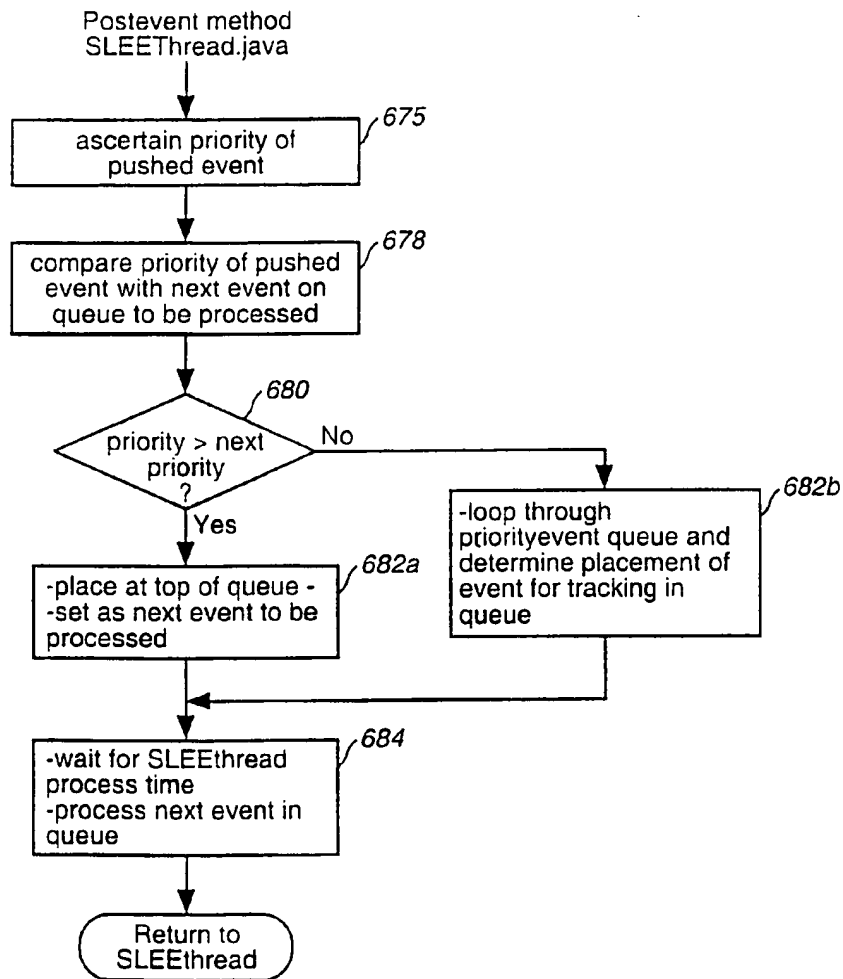 Postevent method
SLEEThread.java
675
ascertain priority of
pushed event
678
compare priority of pushed
event with next event on
queue to be processed
680
priority > next
priority
?
No
Yes
682b
-loop through
priorityevent queue and
determine placement of
event for tracking in
queue
682a
-place at top of queue -
-set as next event to be
processed
684
-wait for SLEEthread
process time
-process next event in
queue
Return to
SLEEthread